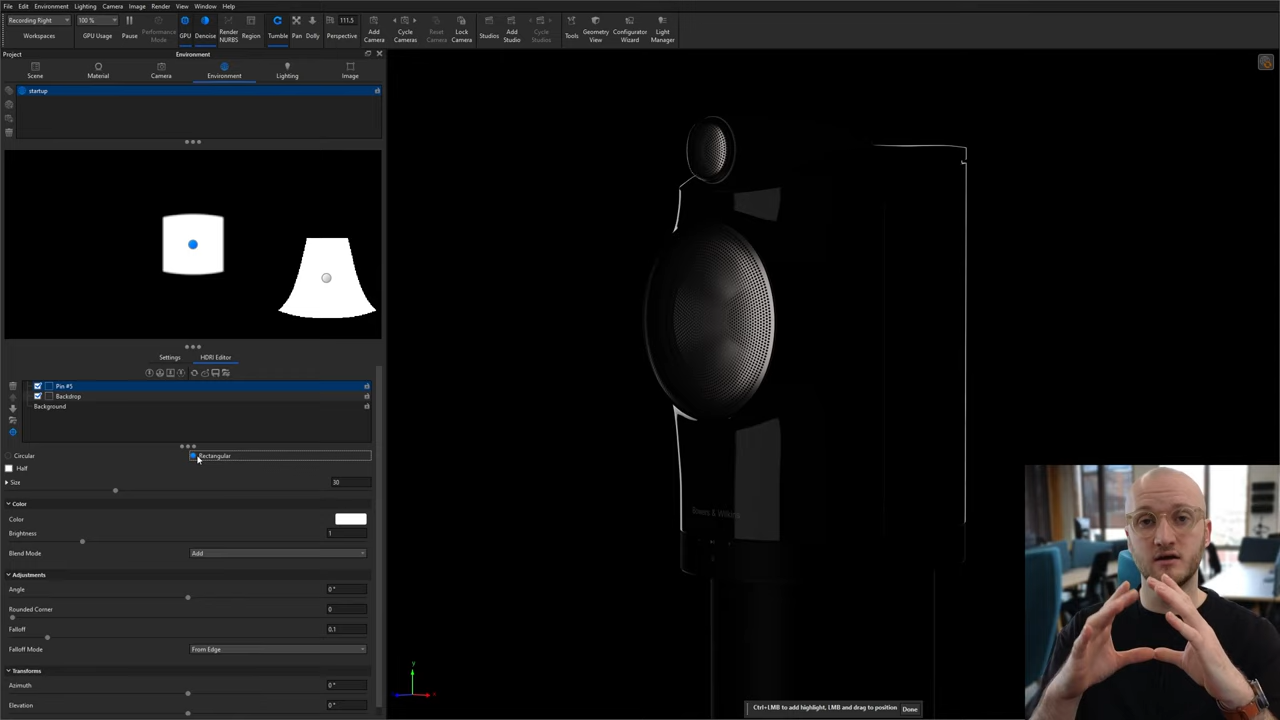 File Edit Environment Lighting Camera Image Render View Window Help
Recording Right 100 % 111.5
Workspaces GPU Usage Pause Performance Mode GPU Denoise Render NURBS Region Tumble Pan Dolly Perspective Add Camera Cycle Cameras Reset Camera Lock Camera Studios Add Studio Cycle Studios Tools Geometry View Configurator Wizard Light Manager
Project Environment
Scene Material Camera Environment Lighting Image
startup
Settings HDRI Editor
Pin #5
Backdrop
Background
Circular Rectangular
Half
Size 30
Color
Color
Brightness 1
Blend Mode Add
Adjustments
Angle 0 °
Rounded Corner 0
Falloff 0.1
Falloff Mode From Edge
Transforms
Azimuth 0 °
Elevation 0 °
Bowers & Wilkins
y
Ctrl+LMB to add highlight, LMB and drag to position Done